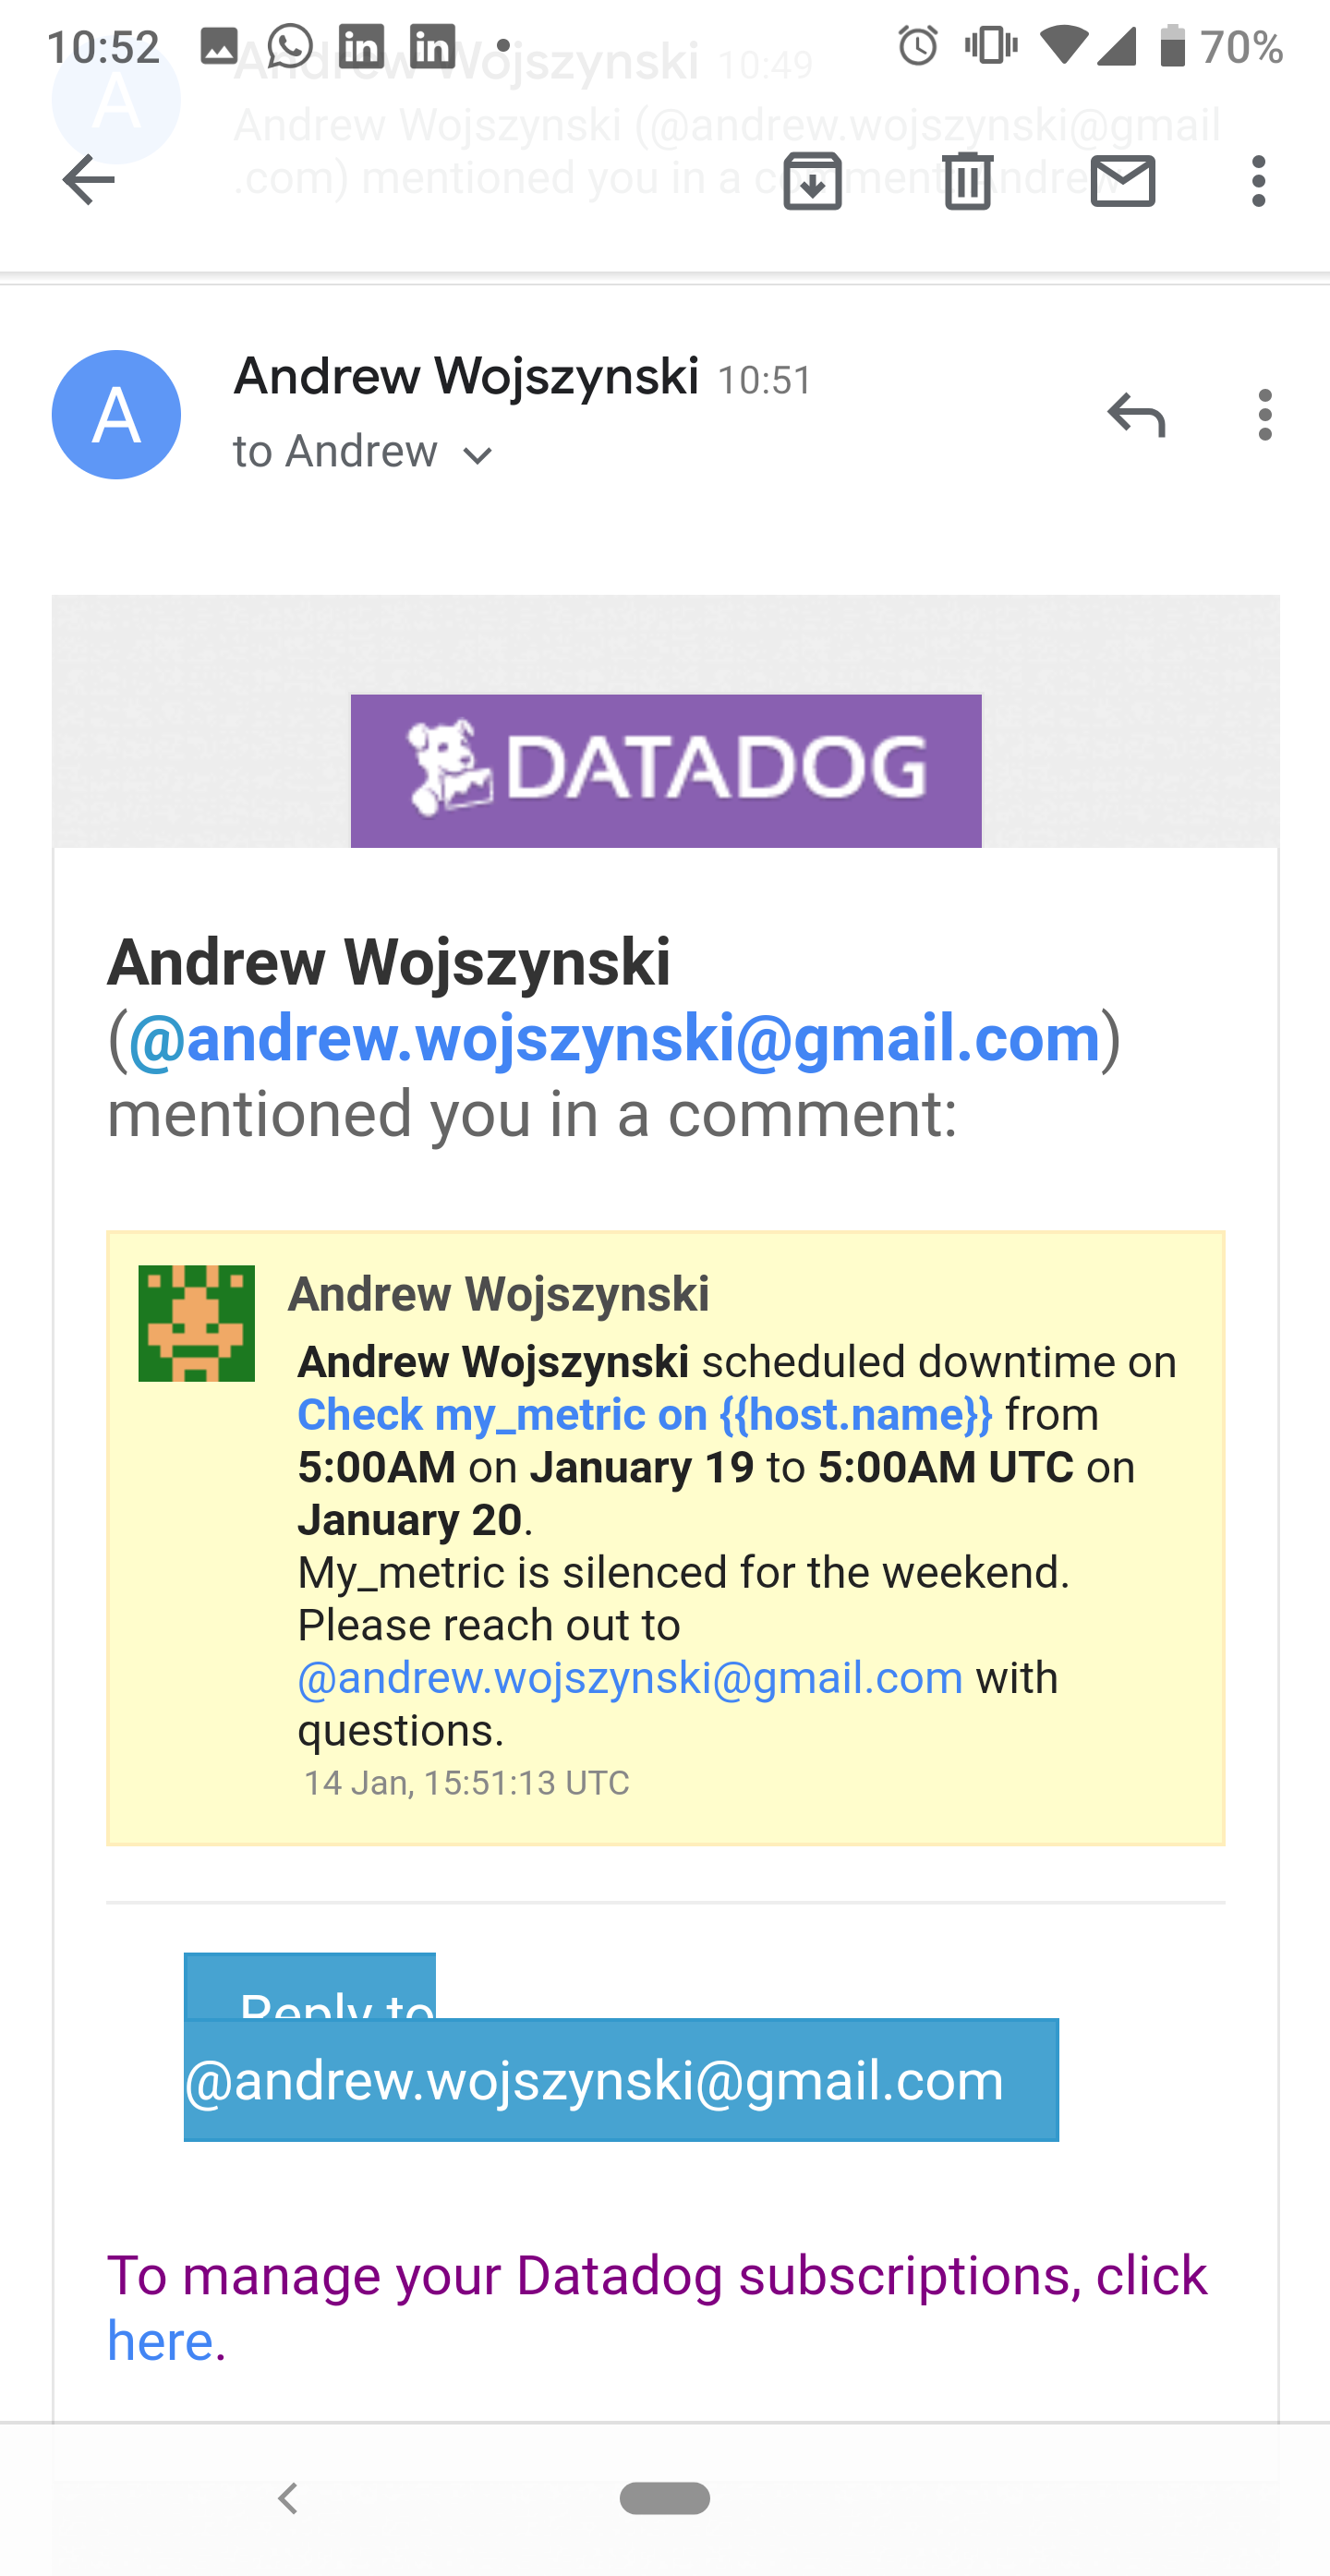 10:52
70%
Andrew Wojszynski 10:49
Andrew Wojszynski (@andrew.wojszynski@gmail
.com) mentioned you in a comment: Andrew
Andrew Wojszynski 10:51
A
to Andrew
DATADOG
Andrew Wojszynski
(@andrew.wojszynski@gmail.com)
mentioned you in a comment:
Andrew Wojszynski
Andrew Wojszynski scheduled downtime on
Check my_metric on {{host.name}} from
5:00AM on January 19 to 5:00AM UTC on
January 20.
My_metric is silenced for the weekend.
Please reach out to
@andrew.wojszynski@gmail.com with
questions.
14 Jan, 15:51:13 UTC
Reply to
@andrew.wojszynski@gmail.com
To manage your Datadog subscriptions, click
here.